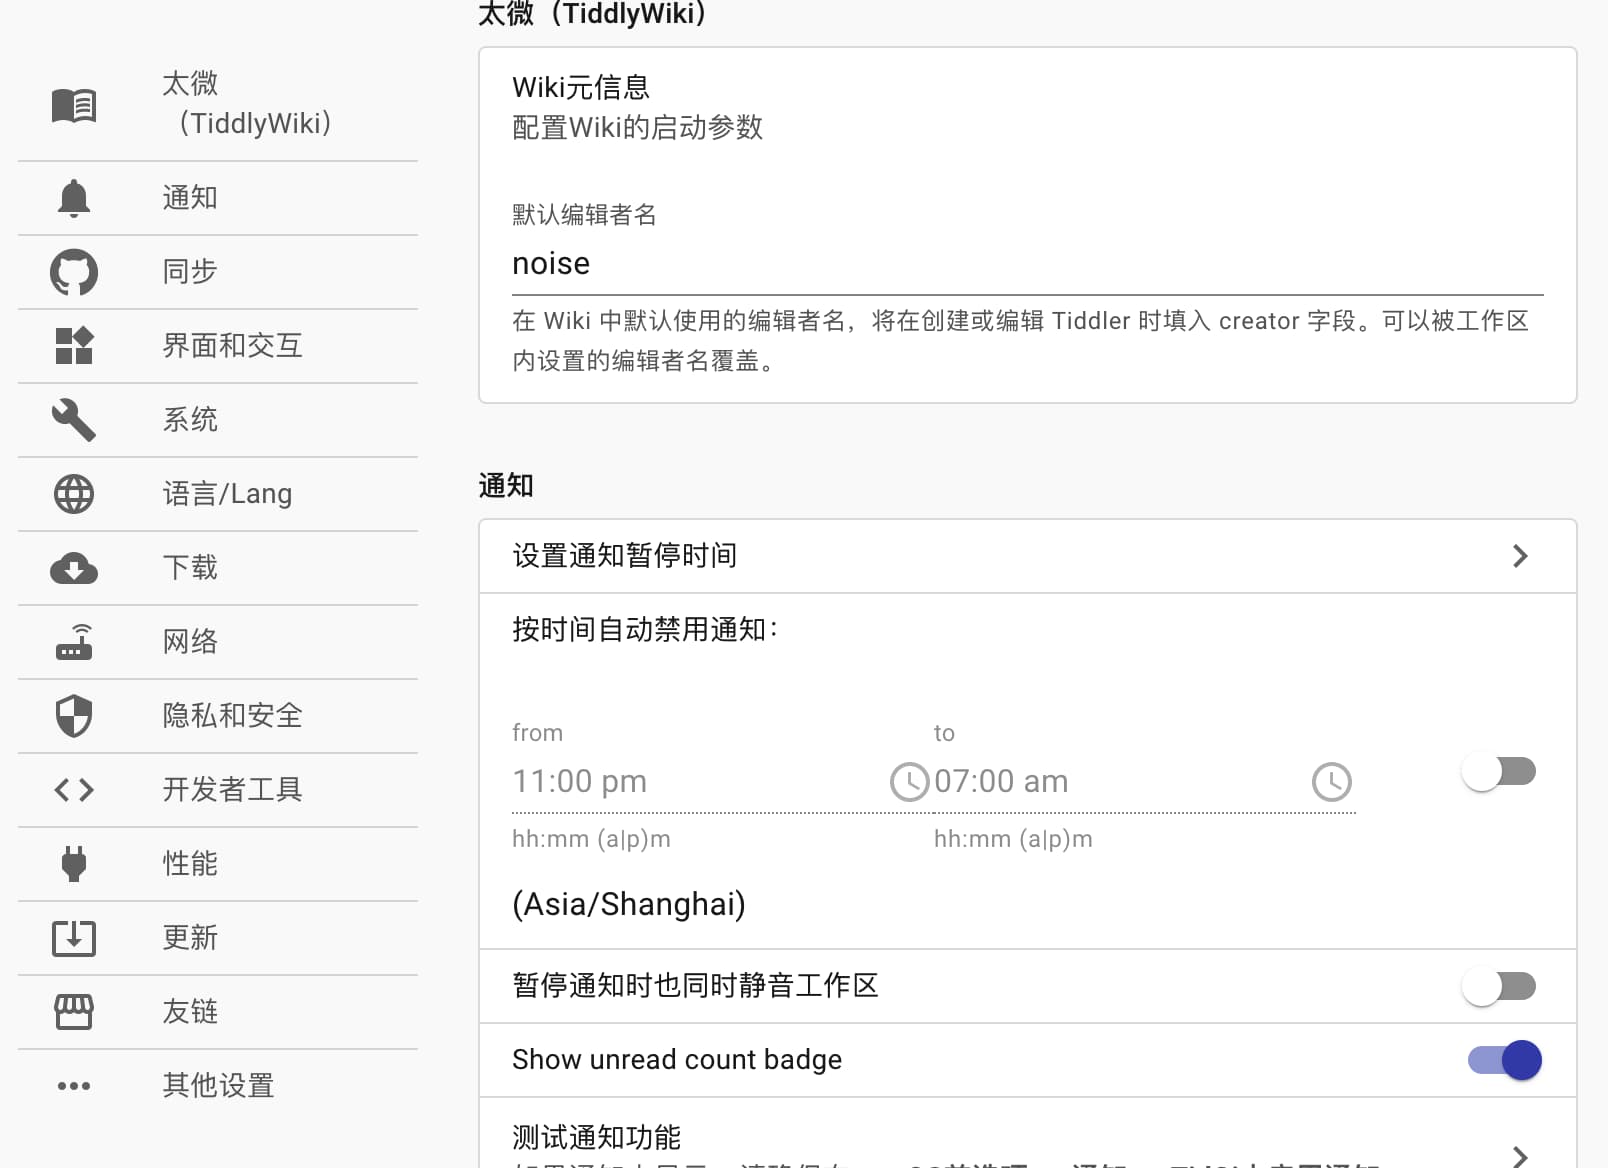 太微
（TiddlyWiki）
通知
同步
界面和交互
系统
语言/Lang
下载
网络
隐私和安全
开发者工具
性能
更新
友链
其他设置
太微（TiddlyWiki）
Wiki元信息
配置Wiki的启动参数
默认编辑者名
noise
在 Wiki 中默认使用的编辑者名，将在创建或编辑 Tiddler 时填入 creator 字段。可以被工作区
内设置的编辑者名覆盖。
通知
设置通知暂停时间
按时间自动禁用通知：
from to
11:00 pm 07:00 am
hh:mm (a|p)m hh:mm (a|p)m
(Asia/Shanghai)
暂停通知时也同时静音工作区
Show unread count badge
测试通知功能